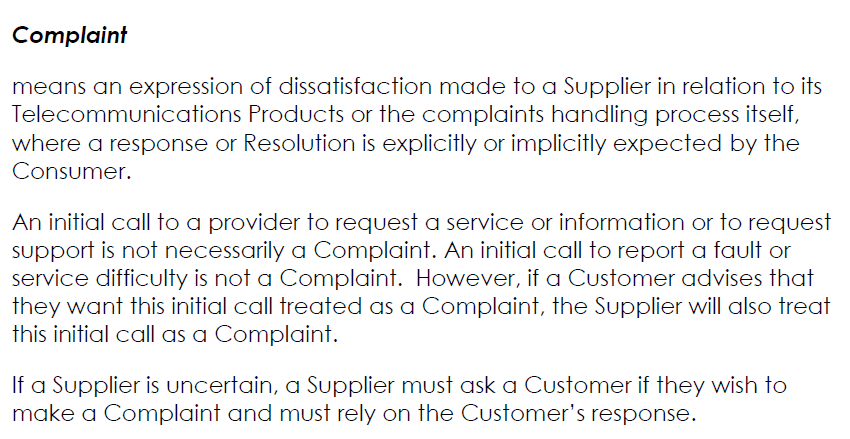 Complaint
means an expression of dissatisfaction made to a Supplier in relation to its
Telecommunications Products or the complaints handling process itself,
where a response or Resolution is explicitly or implicitly expected by the
Consumer.
An initial call to a provider to request a service or information or to request
support is not necessarily a Complaint. An initial call to report a fault or
service difficulty is not a Complaint.  However, if a Customer advises that
they want this initial call treated as a Complaint, the Supplier will also treat
this initial call as a Complaint.
If a Supplier is uncertain, a Supplier must ask a Customer if they wish to
make a Complaint and must rely on the Customer’s response.